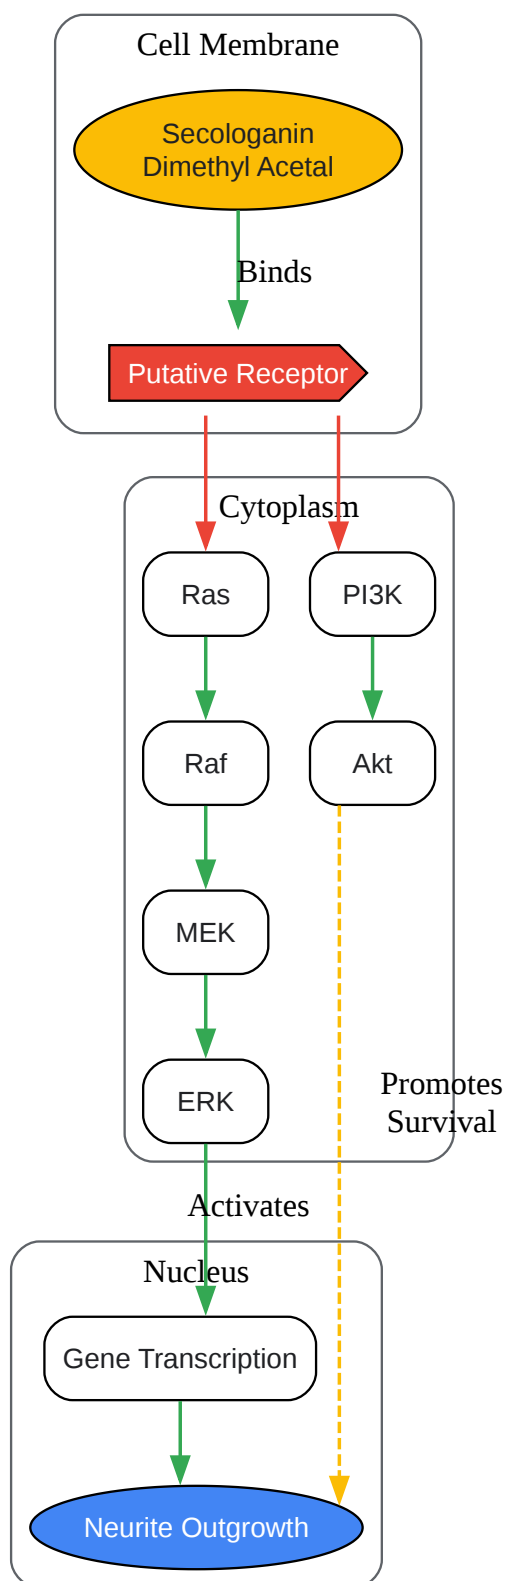 Cell Membrane
Secologanin
Dimethyl Acetal
Binds
Putative Receptor
Cytoplasm
Ras
PI3K
Raf
Akt
MEK
ERK
Promotes
Survival
Activates
Nucleus
Gene Transcription
Neurite Outgrowth